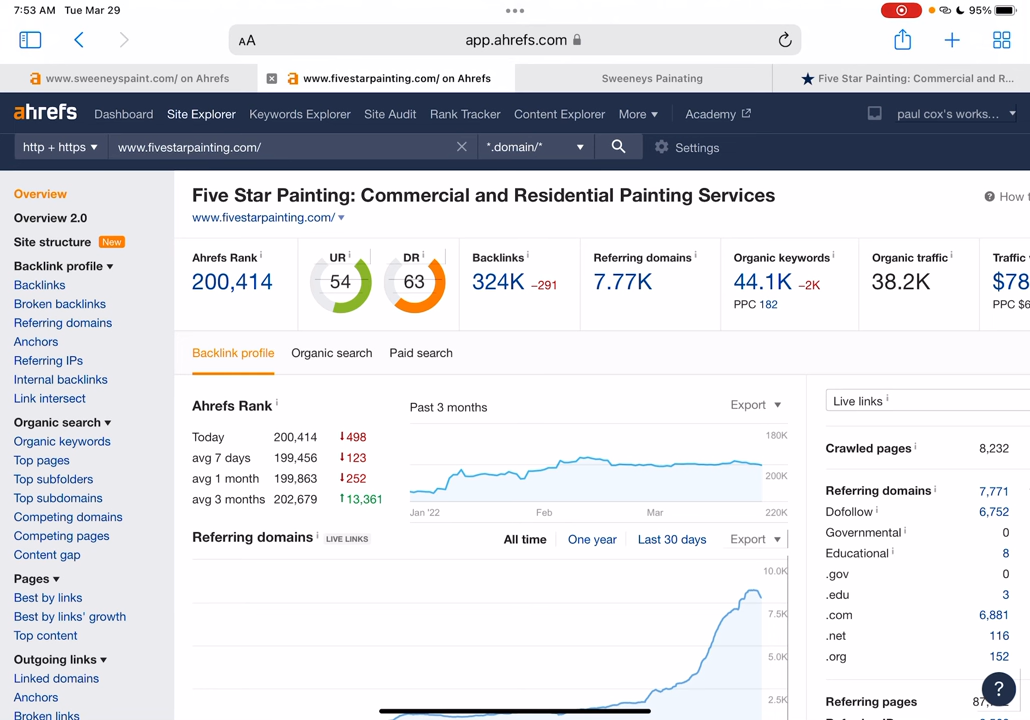 7:53 AM Tue Mar 29
95%
AA
app.ahrefs.com
www.sweeneyspaint.com/ on Ahrefs
www.fivestarpainting.com/ on Ahrefs
Sweeneys Painating
Five Star Painting: Commercial and R...
ahrefs
Dashboard
Site Explorer
Keywords Explorer
Site Audit
Rank Tracker
Content Explorer
More
Academy
paul cox's works...
http + https
www.fivestarpainting.com/
*.domain/*
Settings
Overview
Overview 2.0
Site structure New
Backlink profile
Backlinks
Broken backlinks
Referring domains
Anchors
Referring IPs
Internal backlinks
Link intersect
Organic search
Organic keywords
Top pages
Top subfolders
Top subdomains
Competing domains
Competing pages
Content gap
Pages
Best by links
Best by links' growth
Top content
Outgoing links
Linked domains
Anchors
Broken links
Five Star Painting: Commercial and Residential Painting Services
www.fivestarpainting.com/
? How t
Ahrefs Rank i
200,414
UR i
54
DR i
63
Backlinks i
324K -291
Referring domains i
7.77K
Organic keywords i
44.1K -2K
PPC 182
Organic traffic i
38.2K
Traffic
$78
PPC $6
Backlink profile
Organic search
Paid search
Ahrefs Rank i
Today 200,414 ↓498
avg 7 days 199,456 ↓123
avg 1 month 199,863 ↓252
avg 3 months 202,679 ↑13,361
Past 3 months
Export
180K
200K
220K
Jan '22
Feb
Mar
Referring domains i LIVE LINKS
All time
One year
Last 30 days
Export
10.0K
7.5K
5.0K
2.5K
Live links i
Crawled pages i 8,232
Referring domains i 7,771
Dofollow i 6,752
Governmental i 0
Educational i 8
.gov 0
.edu 3
.com 6,881
.net 116
.org 152
Referring pages
?